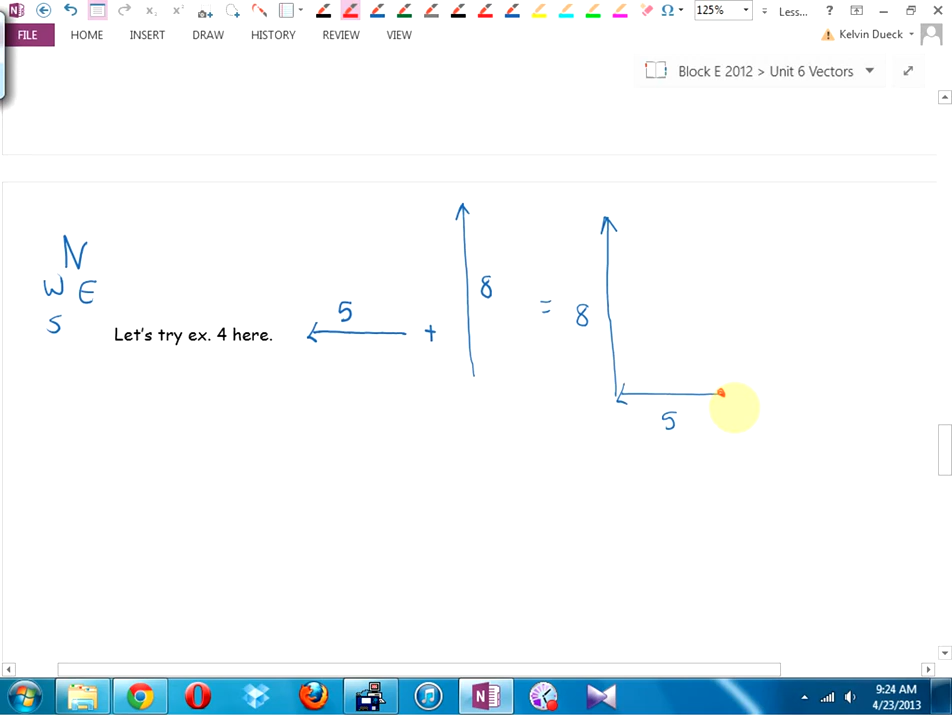 125%
Less...
?
FILE
HOME
INSERT
DRAW
HISTORY
REVIEW
VIEW
Kelvin Dueck
Block E 2012 > Unit 6 Vectors
N
W E
S
Let's try ex. 4 here.
5
+
8
=
8
5
9:24 AM
4/23/2013